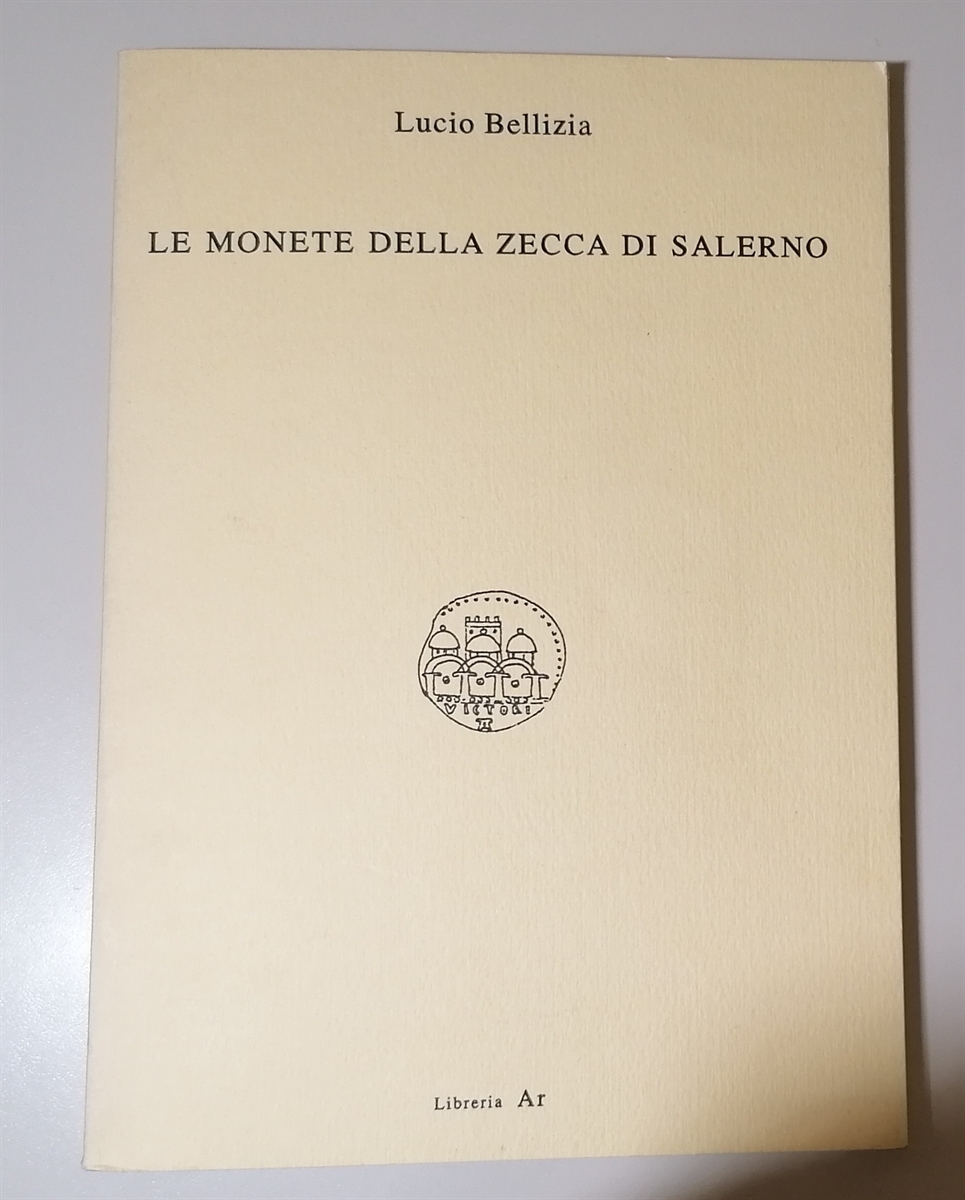 Lucio Bellizia
LE MONETE DELLA ZECCA DI SALERNO
VICTORI
A
Libreria Ar